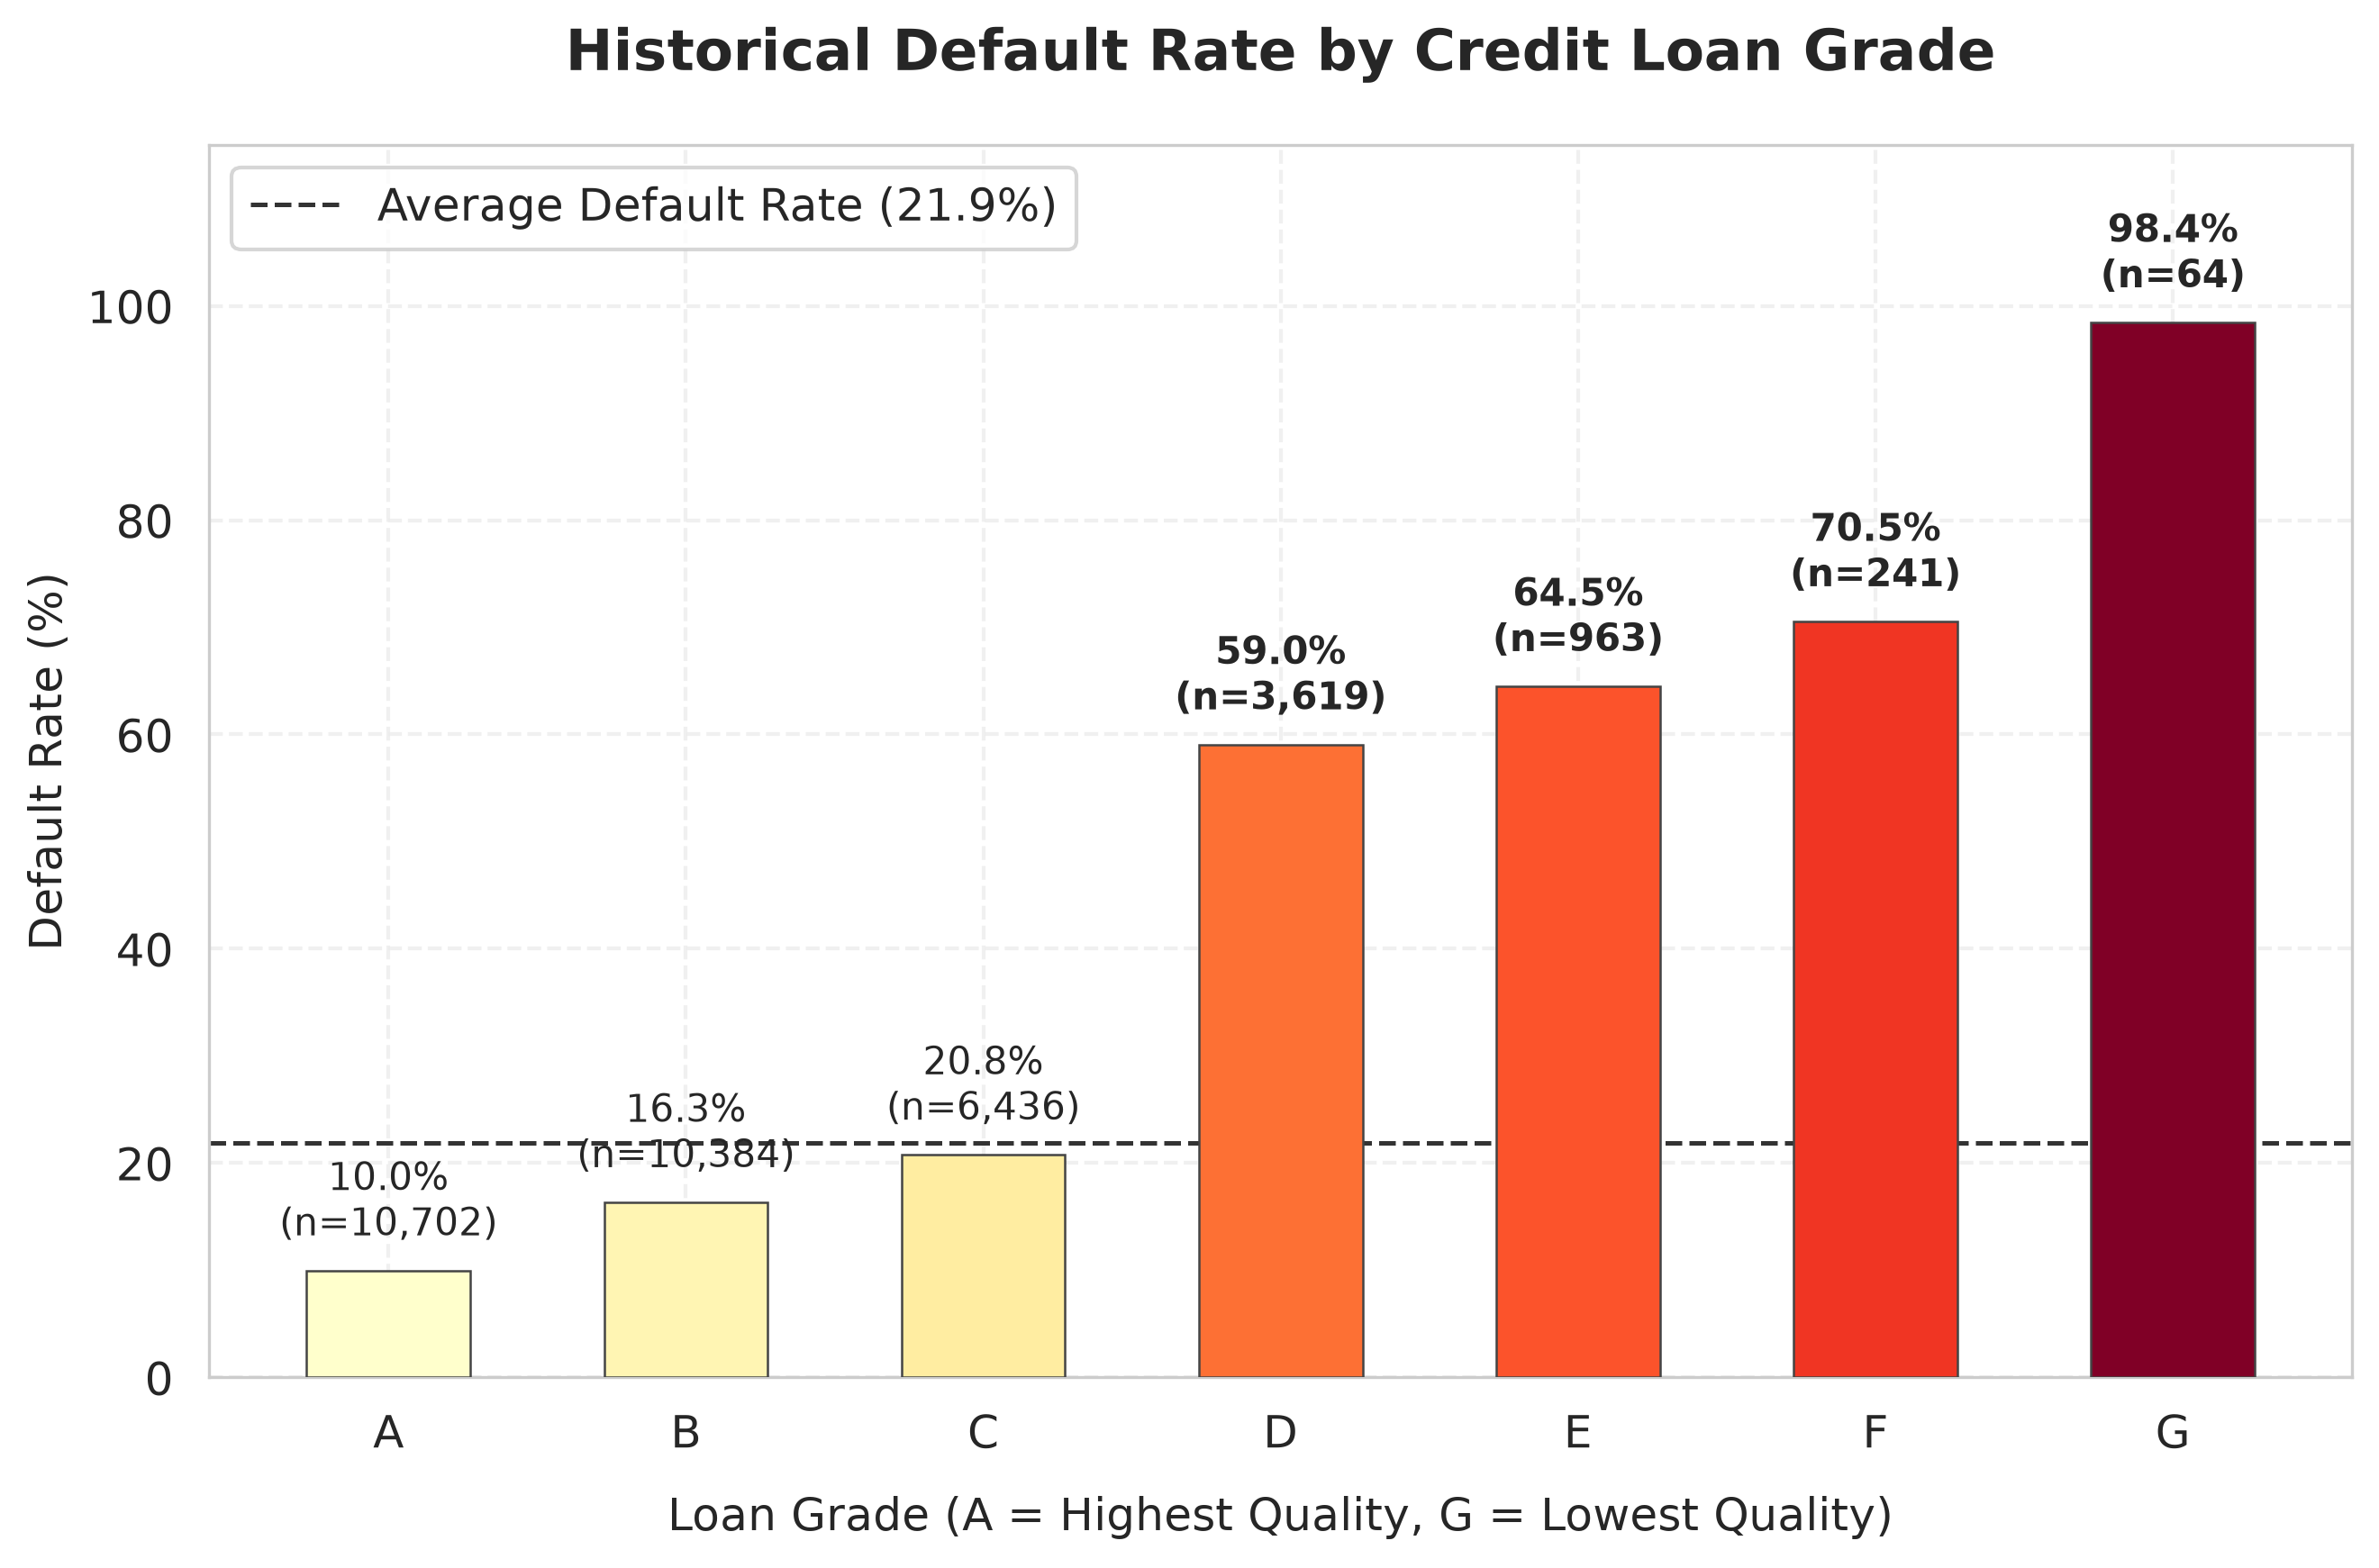 Historical Default Rate by Credit Loan Grade
Average Default Rate (21.9%)
Default Rate (%)
100
80
60
40
20
0
10.0%
(n=10,702)
16.3%
(n=10,384)
20.8%
(n=6,436)
59.0%
(n=3,619)
64.5%
(n=963)
70.5%
(n=241)
98.4%
(n=64)
A
B
C
D
E
F
G
Loan Grade (A = Highest Quality, G = Lowest Quality)